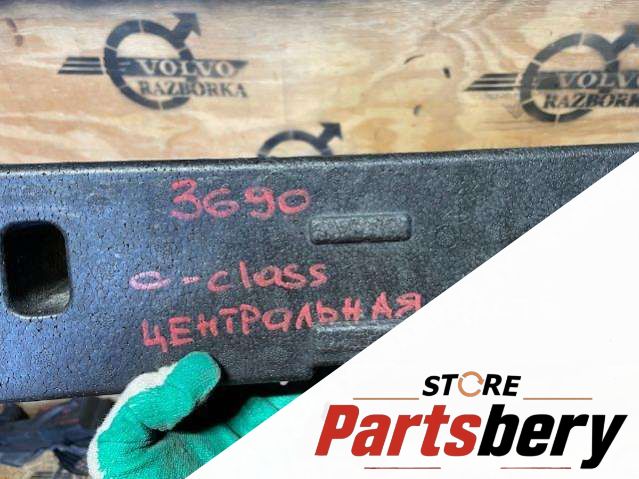 VOLVO
RAZBORKA
VOLVO
RAZBORKA
3690
a-class
ЦЕНТРАЛЬНАЯ
STORE
Partsbery